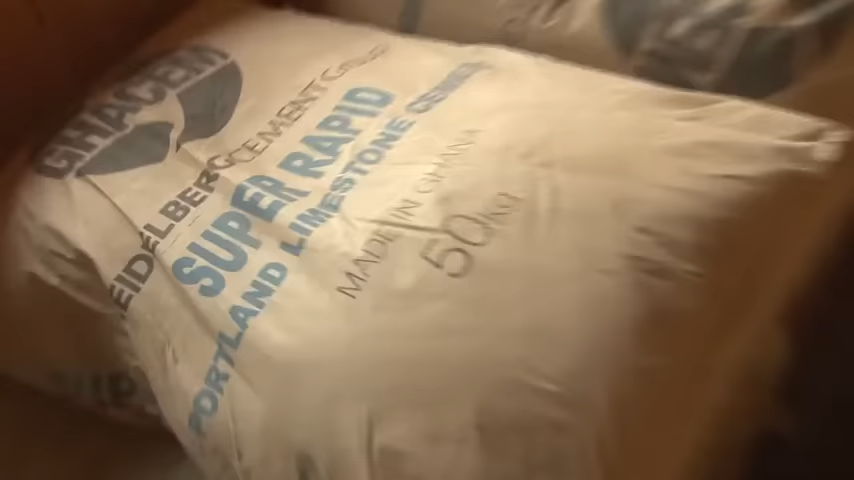 GHACEM
HEIDELBERGCEMENT Group
SUPER RAPID
PORTLAND LIMESTONE CEMENT
MADE IN GHANA
50KG